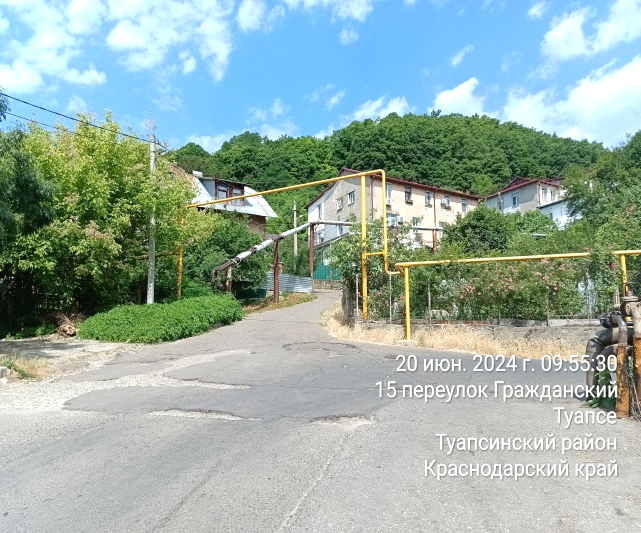 20 июн. 2024 г. 09:55:30
15 переулок Гражданский
Туапсе
Туапсинский район
Краснодарский край